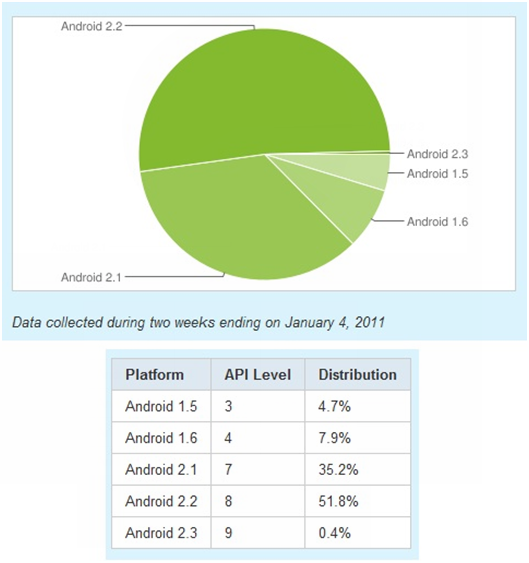 Android 2.2
Android 2.3
Android 1.5
Android 1.6
Android 2.1
Data collected during two weeks ending on January 4, 2011
Platform API Level Distribution
Android 1.5 3 4.7%
Android 1.6 4 7.9%
Android 2.1 7 35.2%
Android 2.2 8 51.8%
Android 2.3 9 0.4%